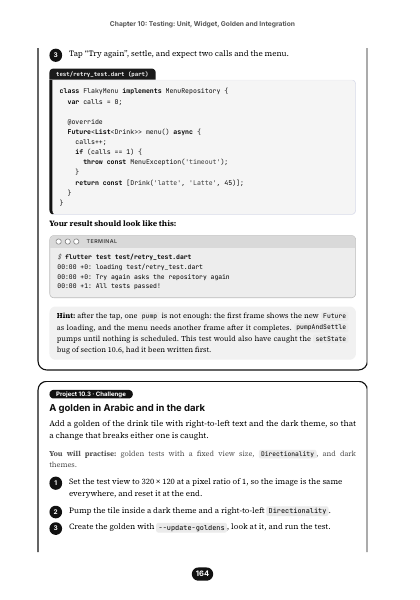 Chapter 10: Testing: Unit, Widget, Golden and Integration
3 Tap “Try again”, settle, and expect two calls and the menu.
test/retry_test.dart (part)
class FlakyMenu implements MenuRepository {
  var calls = 0;

  @override
  Future<List<Drink>> menu() async {
    calls++;
    if (calls == 1) {
      throw const MenuException('timeout');
    }
    return const [Drink('latte', 'Latte', 45)];
  }
}
Your result should look like this:
TERMINAL
$ flutter test test/retry_test.dart
00:00 +0: loading test/retry_test.dart
00:00 +0: Try again asks the repository again
00:00 +1: All tests passed!
Hint: after the tap, one pump is not enough: the first frame shows the new Future
as loading, and the menu needs another frame after it completes. pumpAndSettle
pumps until nothing is scheduled. This test would also have caught the setState
bug of section 10.6, had it been written first.
Project 10.3 · Challenge
A golden in Arabic and in the dark
Add a golden of the drink tile with right-to-left text and the dark theme, so that
a change that breaks either one is caught.
You will practise: golden tests with a fixed view size, Directionality, and dark
themes.
1 Set the test view to 320 × 120 at a pixel ratio of 1, so the image is the same
everywhere, and reset it at the end.
2 Pump the tile inside a dark theme and a right-to-left Directionality.
3 Create the golden with --update-goldens, look at it, and run the test.
164